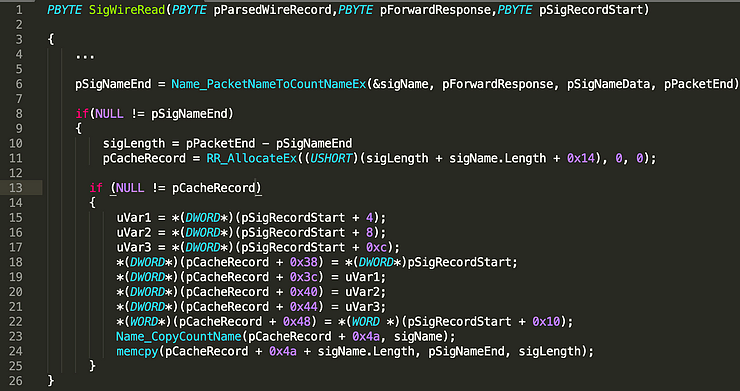 1 PBYTE SigWireRead(PBYTE pParsedWireRecord,PBYTE pForwardResponse,PBYTE pSigRecordStart)
2
3 {
4 ...
5
6 pSigNameEnd = Name_PacketNameToCountNameEx(&sigName, pForwardResponse, pSigNameData, pPacketEnd)
7
8 if(NULL != pSigNameEnd)
9 {
10 sigLength = pPacketEnd - pSigNameEnd
11 pCacheRecord = RR_AllocateEx((USHORT)(sigLength + sigName.Length + 0x14), 0, 0);
12
13 if (NULL != pCacheRecord)
14 {
15 uVar1 = *(DWORD*)(pSigRecordStart + 4);
16 uVar2 = *(DWORD*)(pSigRecordStart + 8);
17 uVar3 = *(DWORD*)(pSigRecordStart + 0xc);
18 *(DWORD*)(pCacheRecord + 0x38) = *(DWORD*)pSigRecordStart;
19 *(DWORD*)(pCacheRecord + 0x3c) = uVar1;
20 *(DWORD*)(pCacheRecord + 0x40) = uVar2;
21 *(DWORD*)(pCacheRecord + 0x44) = uVar3;
22 *(WORD*)(pCacheRecord + 0x48) = *(WORD *)(pSigRecordStart + 0x10);
23 Name_CopyCountName(pCacheRecord + 0x4a, sigName);
24 memcpy(pCacheRecord + 0x4a + sigName.Length, pSigNameEnd, sigLength);
25 }
26 }